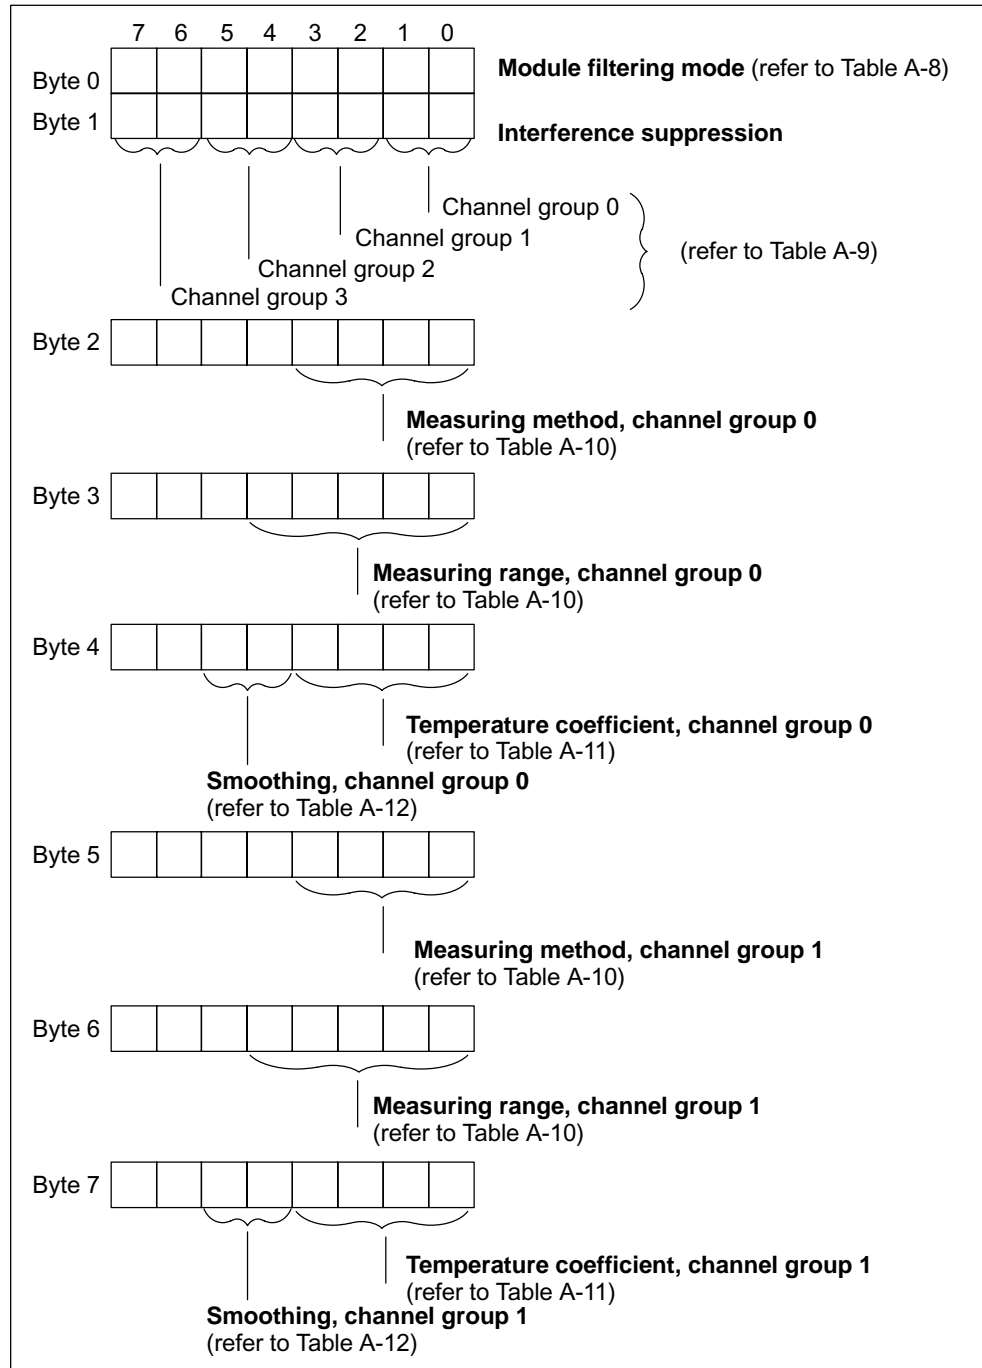 7 6 5 4 3 2 1 0
Byte 0
Module filtering mode (refer to Table A-8)
Byte 1
Interference suppression
Channel group 0
Channel group 1
(refer to Table A-9)
Channel group 2
Channel group 3
Byte 2
Measuring method, channel group 0
(refer to Table A-10)
Byte 3
Measuring range, channel group 0
(refer to Table A-10)
Byte 4
Temperature coefficient, channel group 0
(refer to Table A-11)
Smoothing, channel group 0
(refer to Table A-12)
Byte 5
Measuring method, channel group 1
(refer to Table A-10)
Byte 6
Measuring range, channel group 1
(refer to Table A-10)
Byte 7
Temperature coefficient, channel group 1
(refer to Table A-11)
Smoothing, channel group 1
(refer to Table A-12)